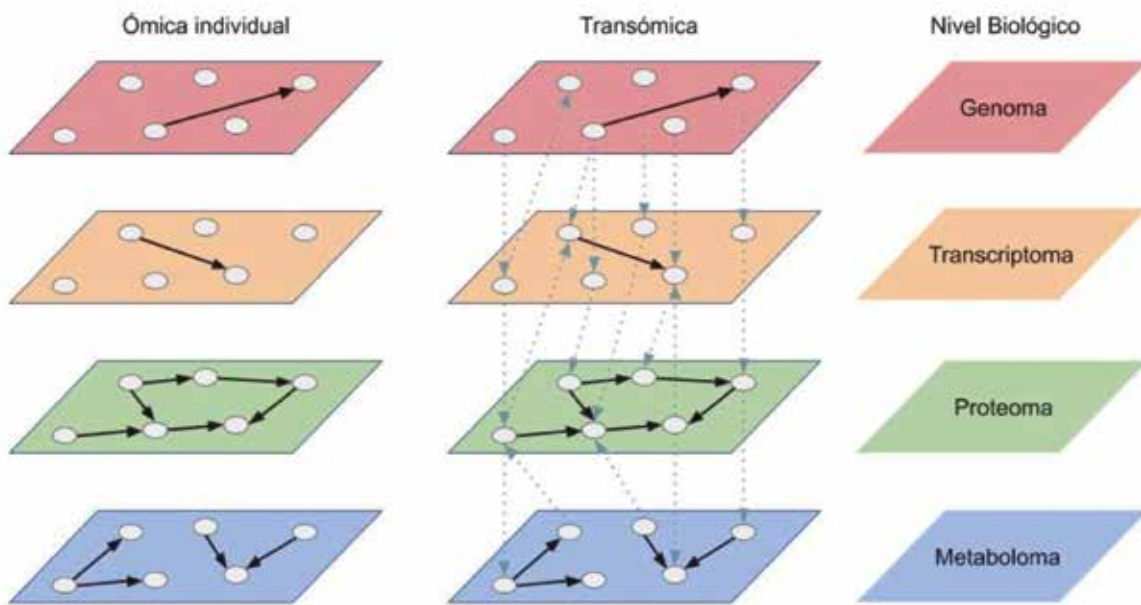 Ómica individual
Transómica
Nivel Biológico
Genoma
Transcriptoma
Proteoma
Metaboloma